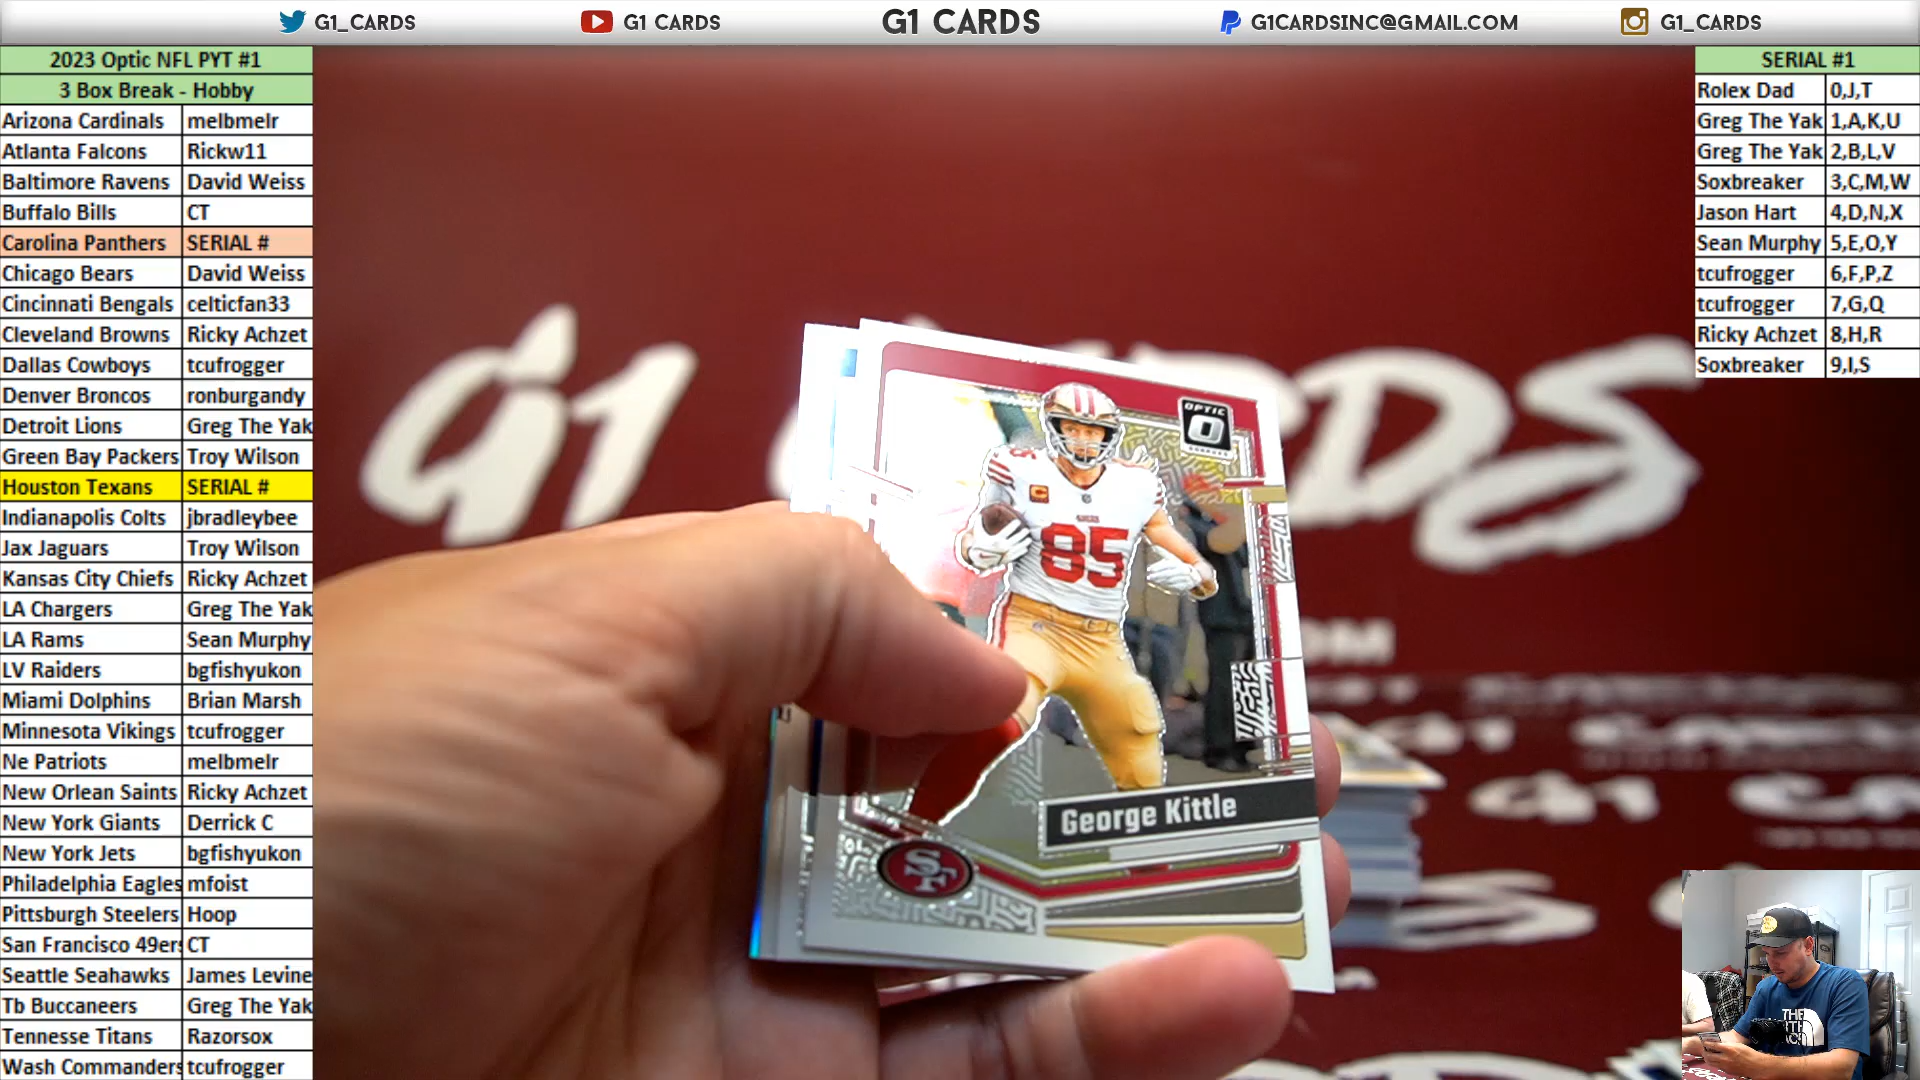 G1_CARDS G1 CARDS G1 CARDS G1CARDSINC@GMAIL.COM G1_CARDS
2023 Optic NFL PYT #1
3 Box Break - Hobby
Arizona Cardinals melbmelr
Atlanta Falcons Rickw11
Baltimore Ravens David Weiss
Buffalo Bills CT
Carolina Panthers SERIAL #
Chicago Bears David Weiss
Cincinnati Bengals celticfan33
Cleveland Browns Ricky Achzet
Dallas Cowboys tcufrogger
Denver Broncos ronburgandy
Detroit Lions Greg The Yak
Green Bay Packers Troy Wilson
Houston Texans SERIAL #
Indianapolis Colts jbradleybee
Jax Jaguars Troy Wilson
Kansas City Chiefs Ricky Achzet
LA Chargers Greg The Yak
LA Rams Sean Murphy
LV Raiders bgfishyukon
Miami Dolphins Brian Marsh
Minnesota Vikings tcufrogger
Ne Patriots melbmelr
New Orlean Saints Ricky Achzet
New York Giants Derrick C
New York Jets bgfishyukon
Philadelphia Eagles mfoist
Pittsburgh Steelers Hoop
San Francisco 49ers CT
Seattle Seahawks James Levine
Tb Buccaneers Greg The Yak
Tennesse Titans Razorsox
Wash Commanders tcufrogger
SERIAL #1
Rolex Dad 0,J,T
Greg The Yak 1,A,K,U
Greg The Yak 2,B,L,V
Soxbreaker 3,C,M,W
Jason Hart 4,D,N,X
Sean Murphy 5,E,O,Y
tcufrogger 6,F,P,Z
tcufrogger 7,G,Q
Ricky Achzet 8,H,R
Soxbreaker 9,I,S
G1 CARDS
OPTIC
85
George Kittle
SF
THE